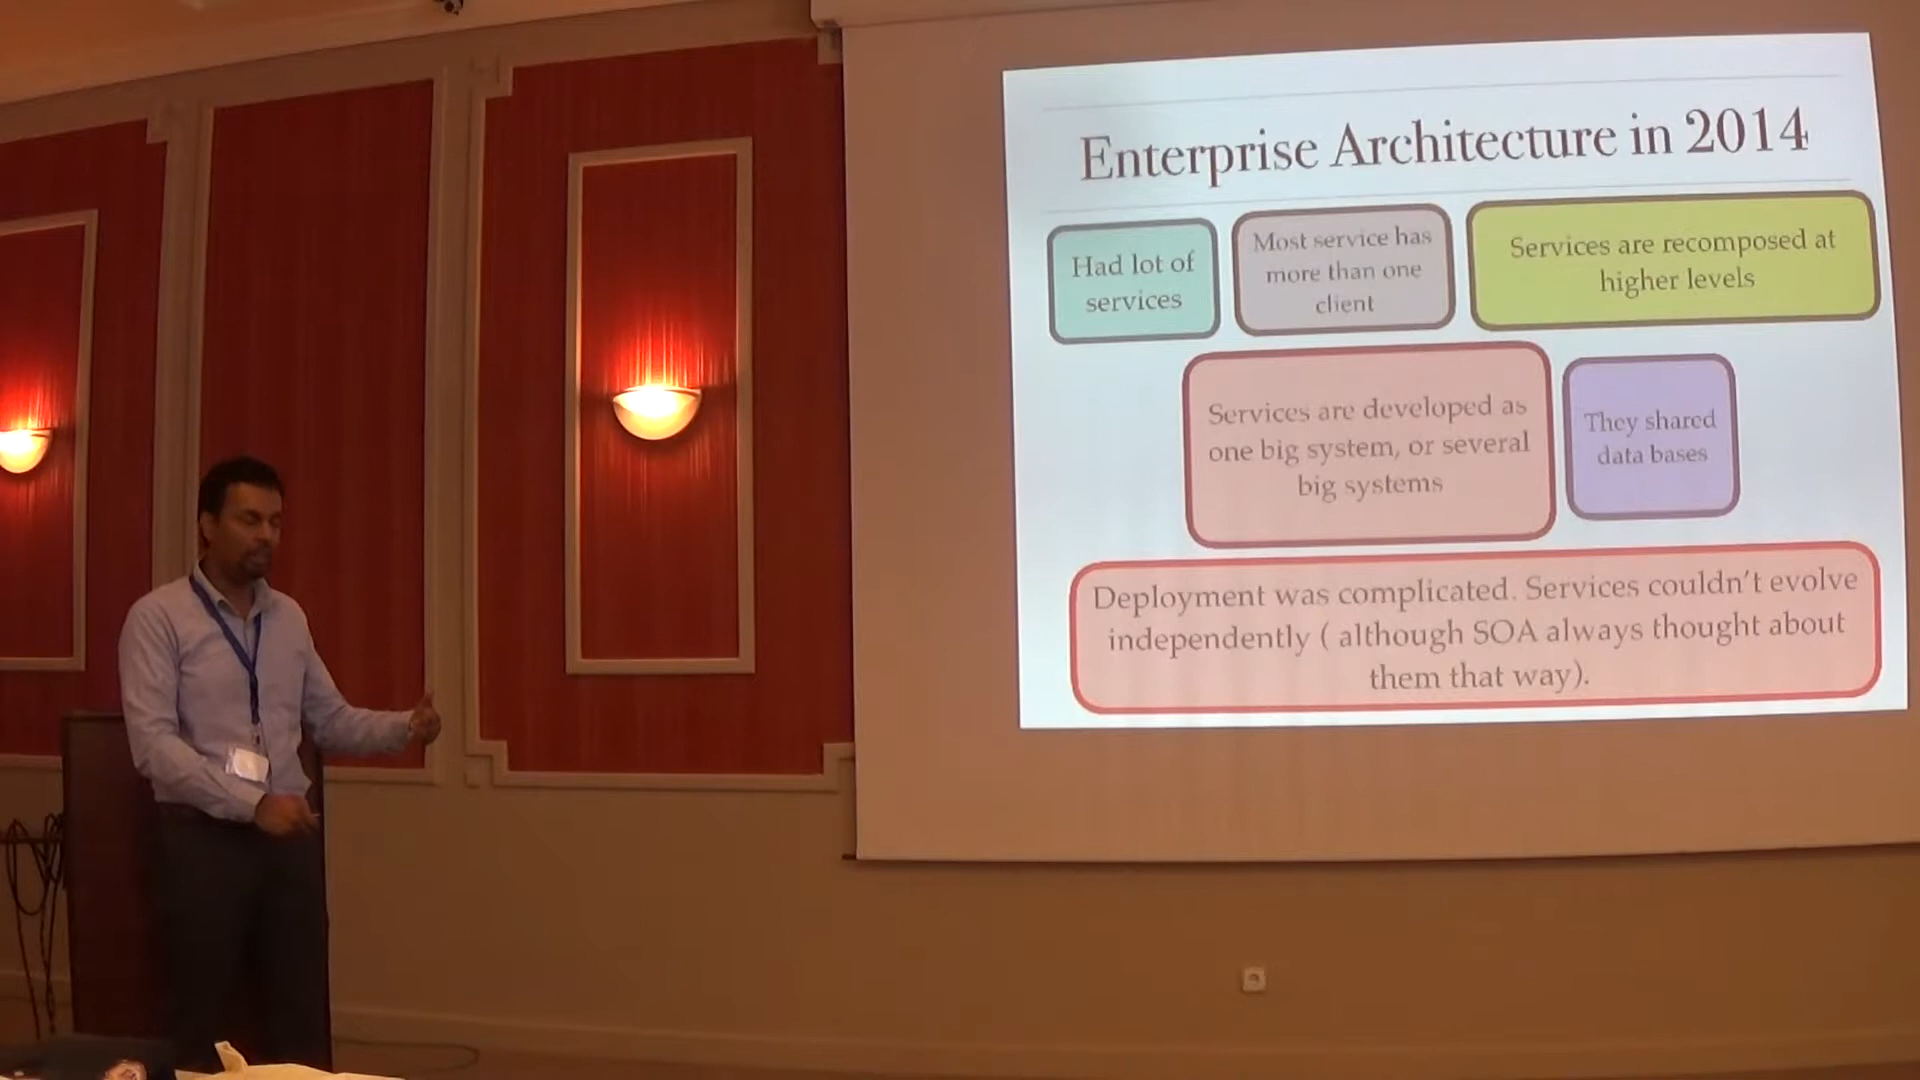 Enterprise Architecture in 2014
Had lot of
services
Most service has
more than one
client
Services are recomposed at
higher levels
Services are developed as
one big system, or several
big systems
They shared
data bases
Deployment was complicated. Services couldn't evolve
independently ( although SOA always thought about
them that way).